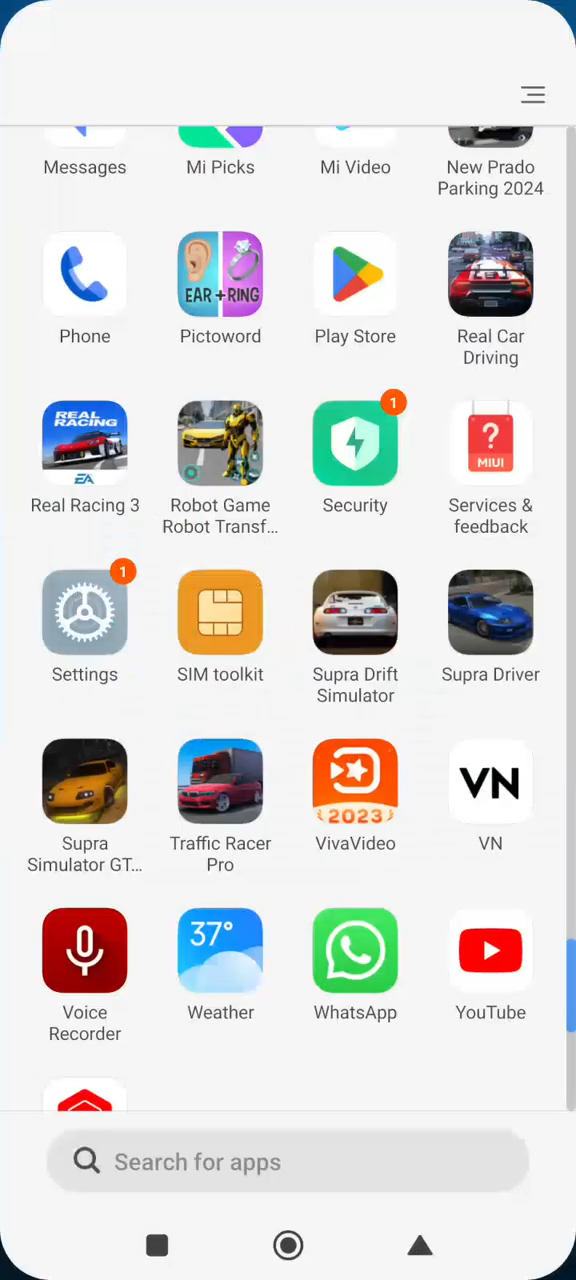 Messages
Mi Picks
Mi Video
New Prado
Parking 2024
EAR + RING
Phone
Pictoword
Play Store
Real Car
Driving
REAL
RACING
EA
1
?
MIUI
Real Racing 3
Robot Game
Robot Transf...
Security
Services &
feedback
1
Settings
SIM toolkit
Supra Drift
Simulator
Supra Driver
2023
VN
Supra
Simulator GT...
Traffic Racer
Pro
VivaVideo
VN
37°
Voice
Recorder
Weather
WhatsApp
YouTube
Search for apps